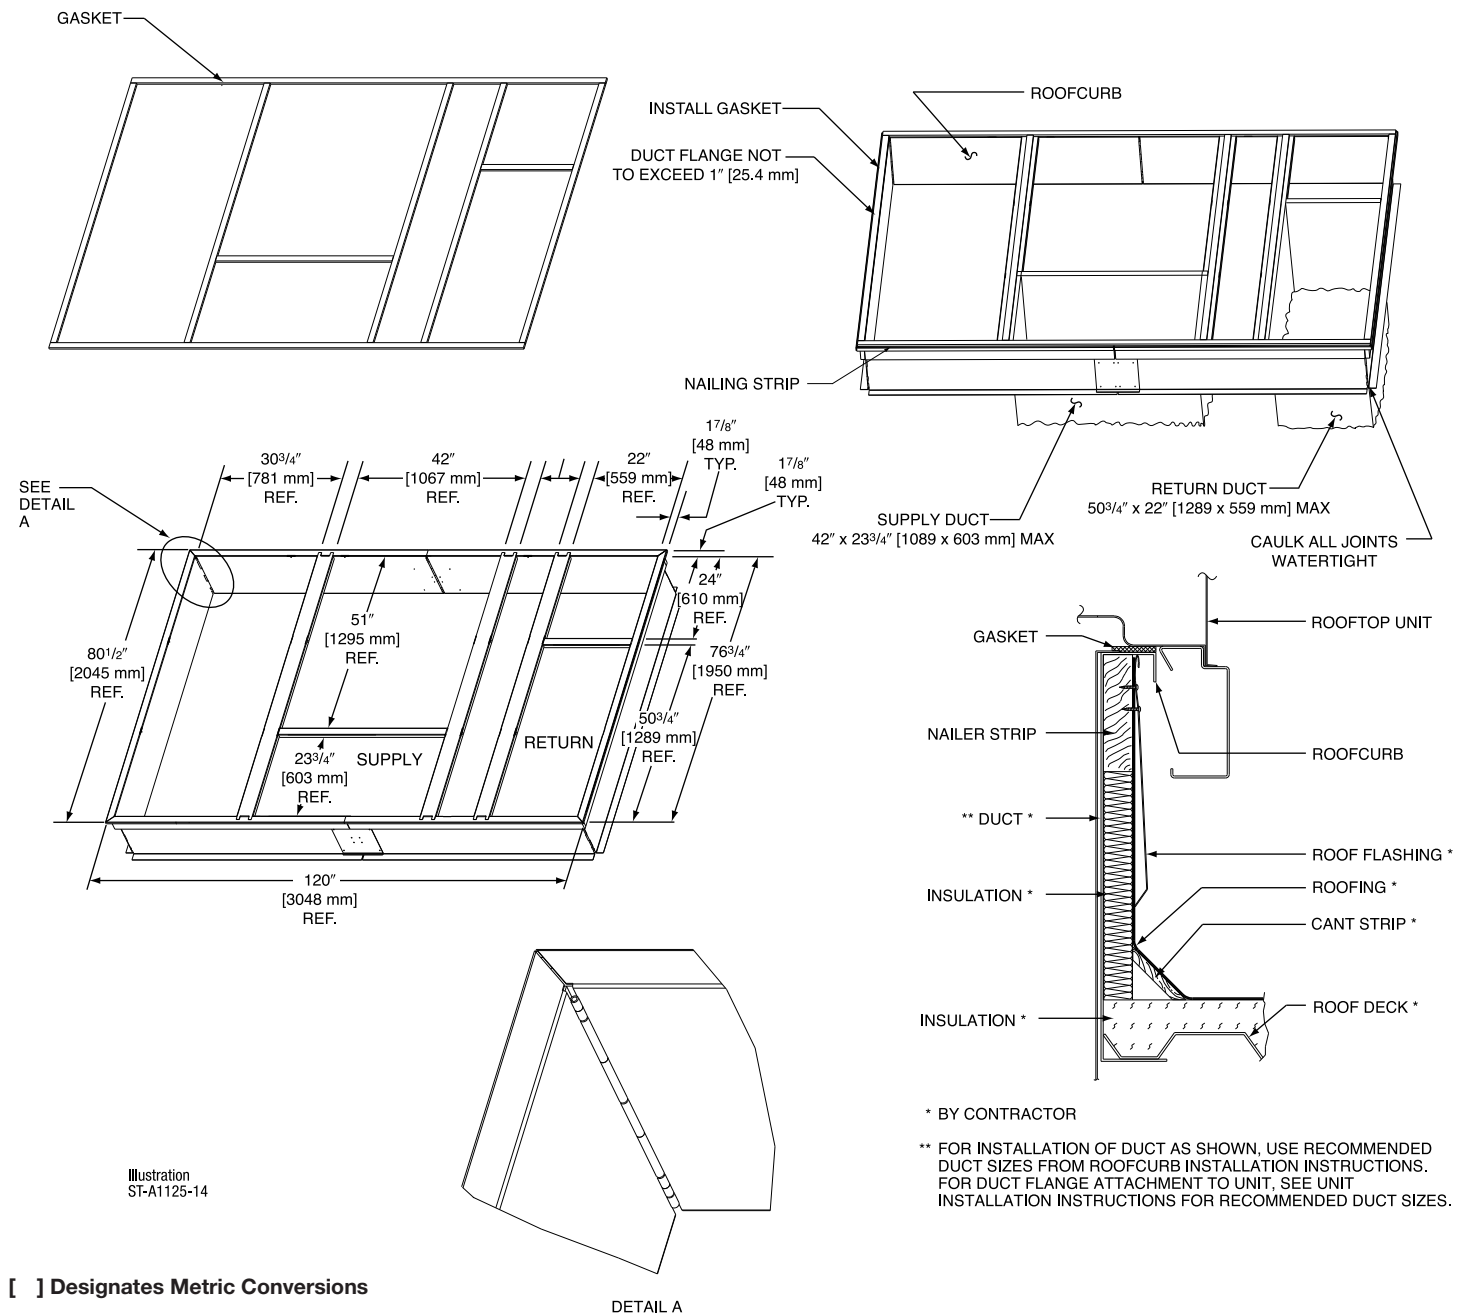 GASKET
INSTALL GASKET
DUCT FLANGE NOT
TO EXCEED 1″ [25.4 mm]
ROOFCURB
NAILING STRIP
SUPPLY DUCT
42″ x 233/4″ [1089 x 603 mm] MAX
RETURN DUCT
503/4″ x 22″ [1289 x 559 mm] MAX
CAULK ALL JOINTS
WATERTIGHT
SEE
DETAIL
A
303/4″
[781 mm]
REF.
42″
[1067 mm]
REF.
22″
[559 mm]
REF.
17/8″
[48 mm]
TYP.
17/8″
[48 mm]
TYP.
801/2″
[2045 mm]
REF.
51″
[1295 mm]
REF.
24″
[610 mm]
REF.
763/4″
[1950 mm]
REF.
503/4″
[1289 mm]
REF.
233/4″
[603 mm]
REF.
SUPPLY
RETURN
120″
[3048 mm]
REF.
GASKET
NAILER STRIP
** DUCT *
INSULATION *
INSULATION *
ROOFTOP UNIT
ROOFCURB
ROOF FLASHING *
ROOFING *
CANT STRIP *
ROOF DECK *
* BY CONTRACTOR
** FOR INSTALLATION OF DUCT AS SHOWN, USE RECOMMENDED
DUCT SIZES FROM ROOFCURB INSTALLATION INSTRUCTIONS.
FOR DUCT FLANGE ATTACHMENT TO UNIT, SEE UNIT
INSTALLATION INSTRUCTIONS FOR RECOMMENDED DUCT SIZES.
Illustration
ST-A1125-14
[ ] Designates Metric Conversions
DETAIL A